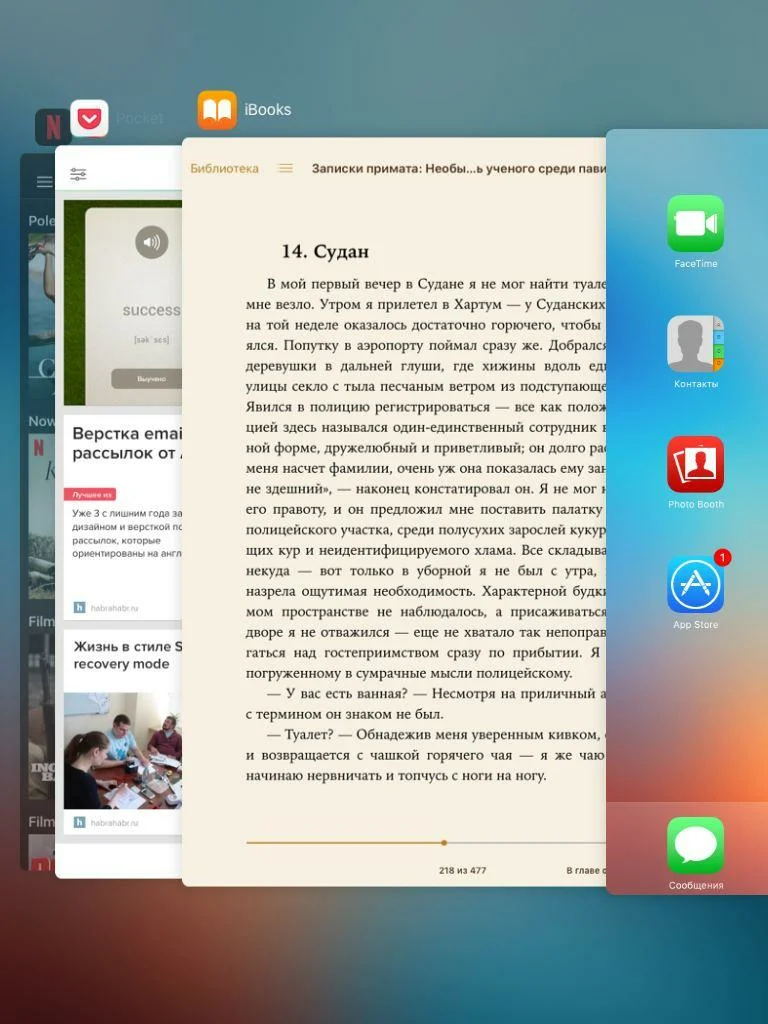 Pocket
iBooks
Pole
Now
Film
Film
success
[səkˈsɛs]
Выучено
Верстка emai
рассылок от
Лучшее из
Уже 3 с лишним года за
дизайном и версткой по
рассылок, которые
ориентированы на англ
habrahabr.ru
Жизнь в стиле S
recovery mode
habrahabr.ru
Библиотека
Записки примата: Необы...ь ученого среди пави
14. Судан
В мой первый вечер в Судане я не мог найти туале
мне везло. Утром я прилетел в Хартум — у Суданских
на той неделе оказалось достаточно горючего, чтобы
ялся. Попутку в аэропорту поймал сразу же. Добрался
деревушки в дальней глуши, где хижины вдоль еди
улицы секло с тыла песчаным ветром из подступающе
Явился в полицию регистрироваться — все как полож
цией здесь назывался один-единственный сотрудник в
ной форме, дружелюбный и приветливый; он долго рас
меня насчет фамилии, очень уж она показалась ему зан
не здешний», — наконец констатировал он. Я не мог н
его правоту, и он предложил мне поставить палатку
полицейского участка, среди полусухих зарослей кукур
щих кур и неидентифицируемого хлама. Все складыва
некуда — вот только в уборной я не был с утра,
назрела ощутимая необходимость. Характерной будки
мом пространстве не наблюдалось, а присаживаться
дворе я не отважился — еще не хватало так непоправ
гаться над гостеприимством сразу по прибытии. Я
погруженному в сумрачные мысли полицейскому.
— У вас есть ванная? — Несмотря на приличный а
с термином он знаком не был.
— Туалет? — Обнадежив меня уверенным кивком,
и возвращается с чашкой горячего чая — я же чаю
начинаю нервничать и топчусь с ноги на ногу.
218 из 477
В главе
FaceTime
Контакты
Photo Booth
1
App Store
Сообщения